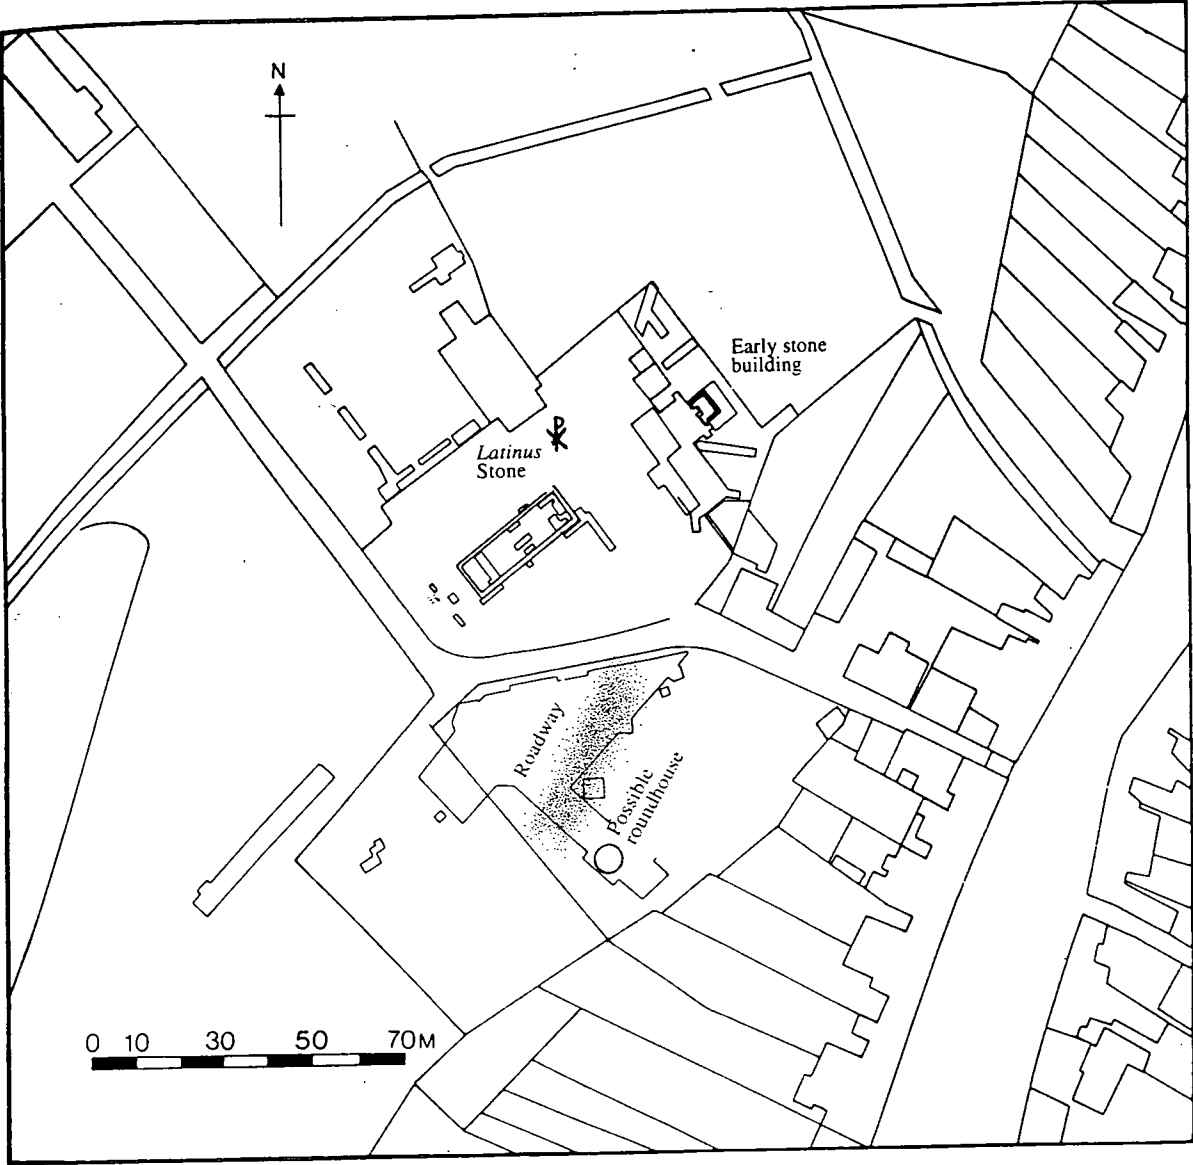 N
Early stone
building
Latinus
Stone
Roadway
Possible
roundhouse
0 10 30 50 70M